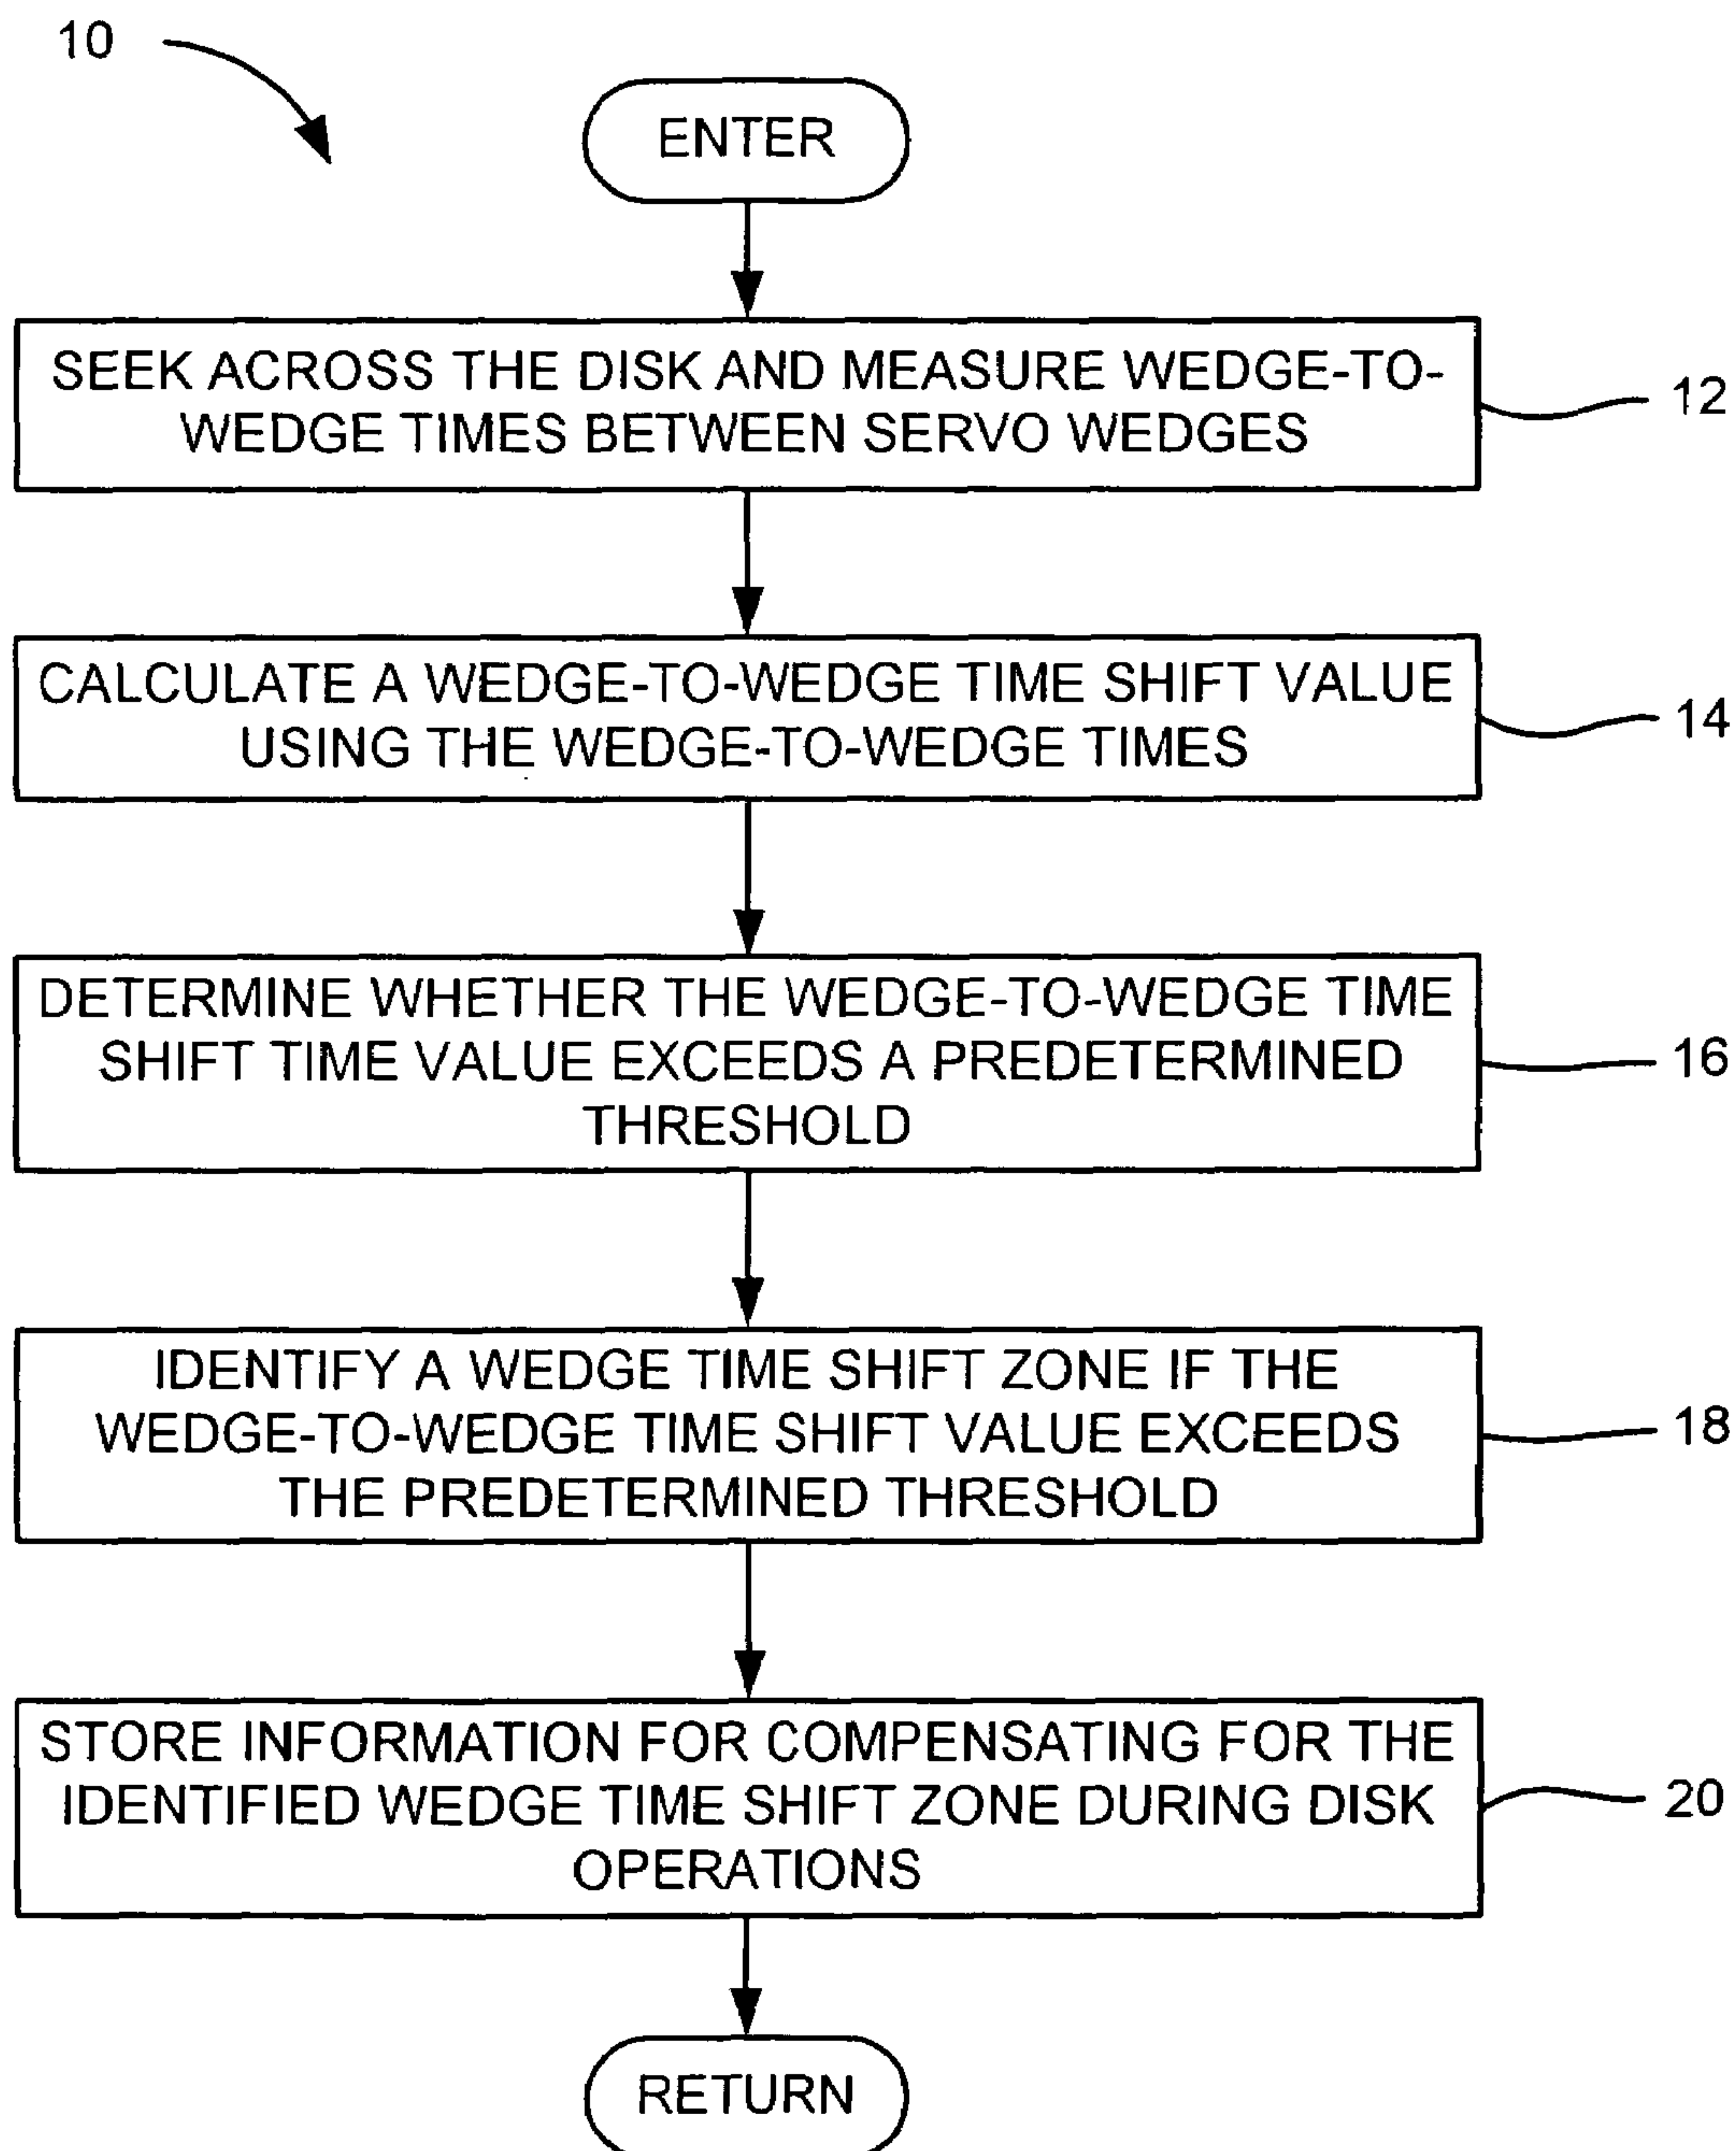 10
ENTER
SEEK ACROSS THE DISK AND MEASURE WEDGE-TO-
WEDGE TIMES BETWEEN SERVO WEDGES
12
CALCULATE A WEDGE-TO-WEDGE TIME SHIFT VALUE
USING THE WEDGE-TO-WEDGE TIMES
14
DETERMINE WHETHER THE WEDGE-TO-WEDGE TIME
SHIFT TIME VALUE EXCEEDS A PREDETERMINED
THRESHOLD
16
IDENTIFY A WEDGE TIME SHIFT ZONE IF THE
WEDGE-TO-WEDGE TIME SHIFT VALUE EXCEEDS
THE PREDETERMINED THRESHOLD
18
STORE INFORMATION FOR COMPENSATING FOR THE
IDENTIFIED WEDGE TIME SHIFT ZONE DURING DISK
OPERATIONS
20
RETURN